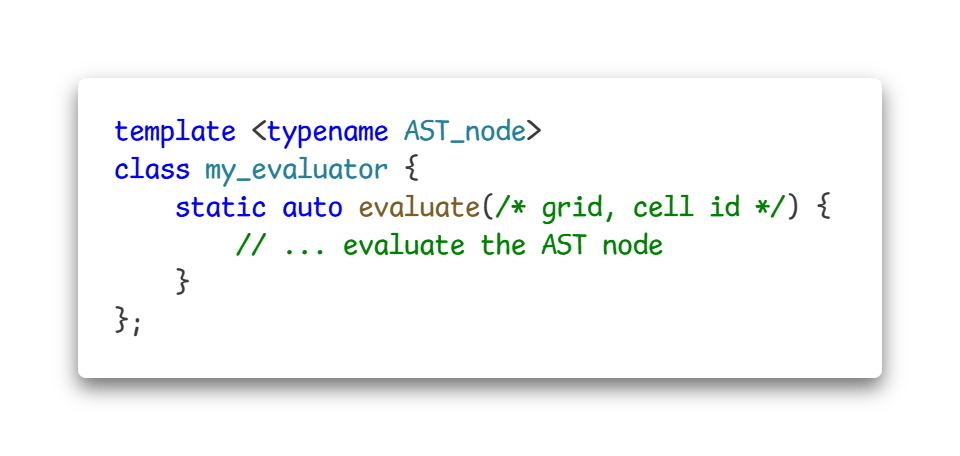 template <typename AST_node>
class my_evaluator {
    static auto evaluate(/* grid, cell id */) {
        // ... evaluate the AST node
    }
};